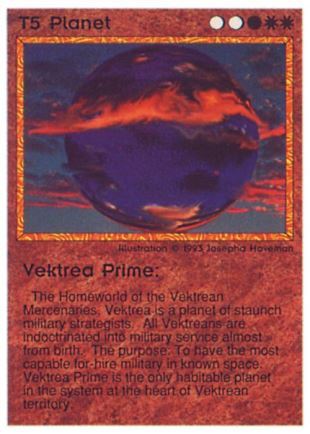 T5 Planet
Illustration © 1993 Josepha Haveman
Vektrea Prime:
The Homeworld of the Vektrean
Mercenaries, Vektrea is a planet of staunch
military strategists. All Vektreans are
indoctrinated into military service almost
from birth. The purpose: To have the most
capable for-hire military in known space.
Vektrea Prime is the only habitable planet
in the system at the heart of Vektrean
territory.